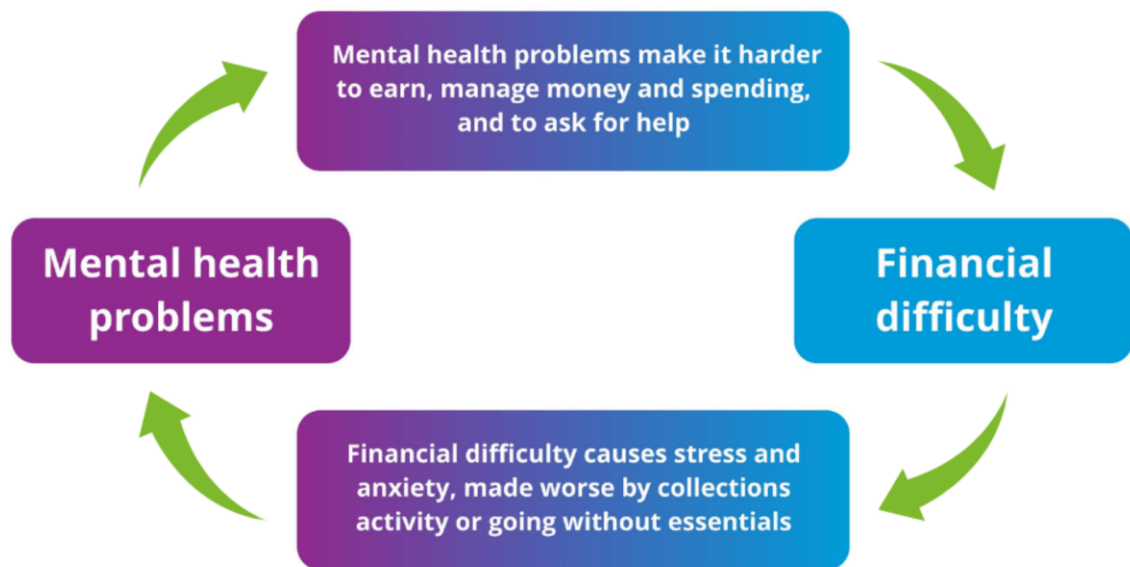 Mental health problems make it harder
to earn, manage money and spending,
and to ask for help
Mental health
problems
Financial
difficulty
Financial difficulty causes stress and
anxiety, made worse by collections
activity or going without essentials